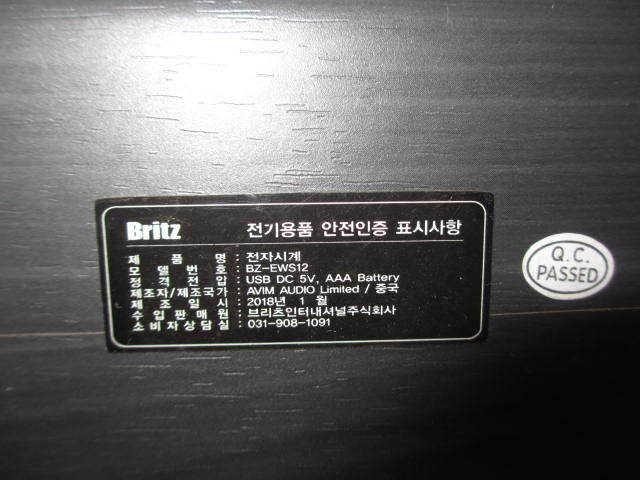 Britz 전기용품 안전인증 표시사항
제 품 명 : 전자시계
모 델 번 호 : BZ-EWS12
정 격 전 압 : USB DC 5V, AAA Battery
제조자/제조국가 : AVIM AUDIO Limited / 중국
제 조 일 시 : 2018년 1 월
수 입 판 매 원 : 브리츠인터내셔널주식회사
소 비 자 상 담 실 : 031-908-1091
Q.C.
PASSED